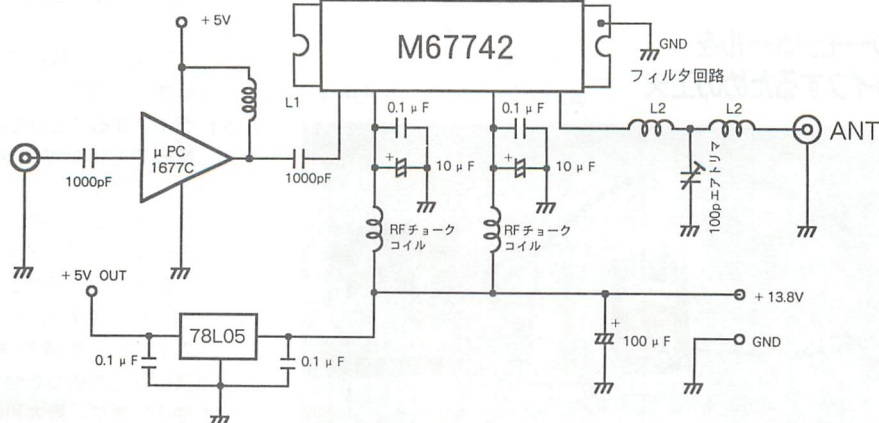 +5V
M67742
GND
フィルタ回路
L1
0.1μF
0.1μF
L2
L2
ANT
μPC
1677C
1000pF
1000pF
+
10μF
+
10μF
100pエアトリマ
RFチョーク
コイル
RFチョーク
コイル
+5V OUT
+13.8V
78L05
0.1μF
0.1μF
+
100μF
GND